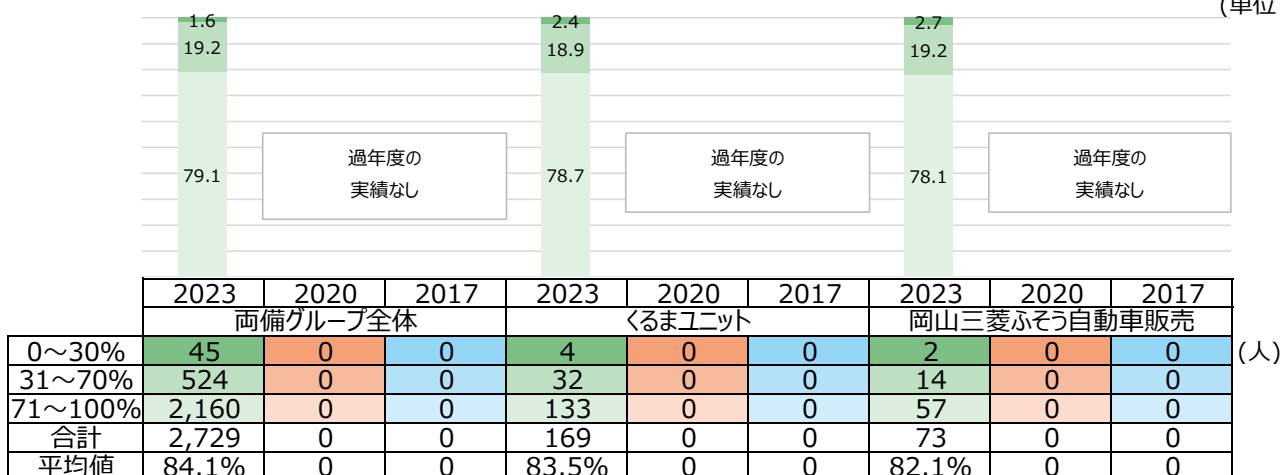 (単位
1.6 2.4 2.7
19.2 18.9 19.2
79.1 78.7 78.1
過年度の 過年度の 過年度の
実績なし 実績なし 実績なし
2023 2020 2017 2023 2020 2017 2023 2020 2017
両備グループ全体 くるまユニット 岡山三菱ふそう自動車販売
0～30% 45 0 0 4 0 0 2 0 0 (人)
31～70% 524 0 0 32 0 0 14 0 0
71～100% 2,160 0 0 133 0 0 57 0 0
合計 2,729 0 0 169 0 0 73 0 0
平均値 84.1% 0 0 83.5% 0 0 82.1% 0 0